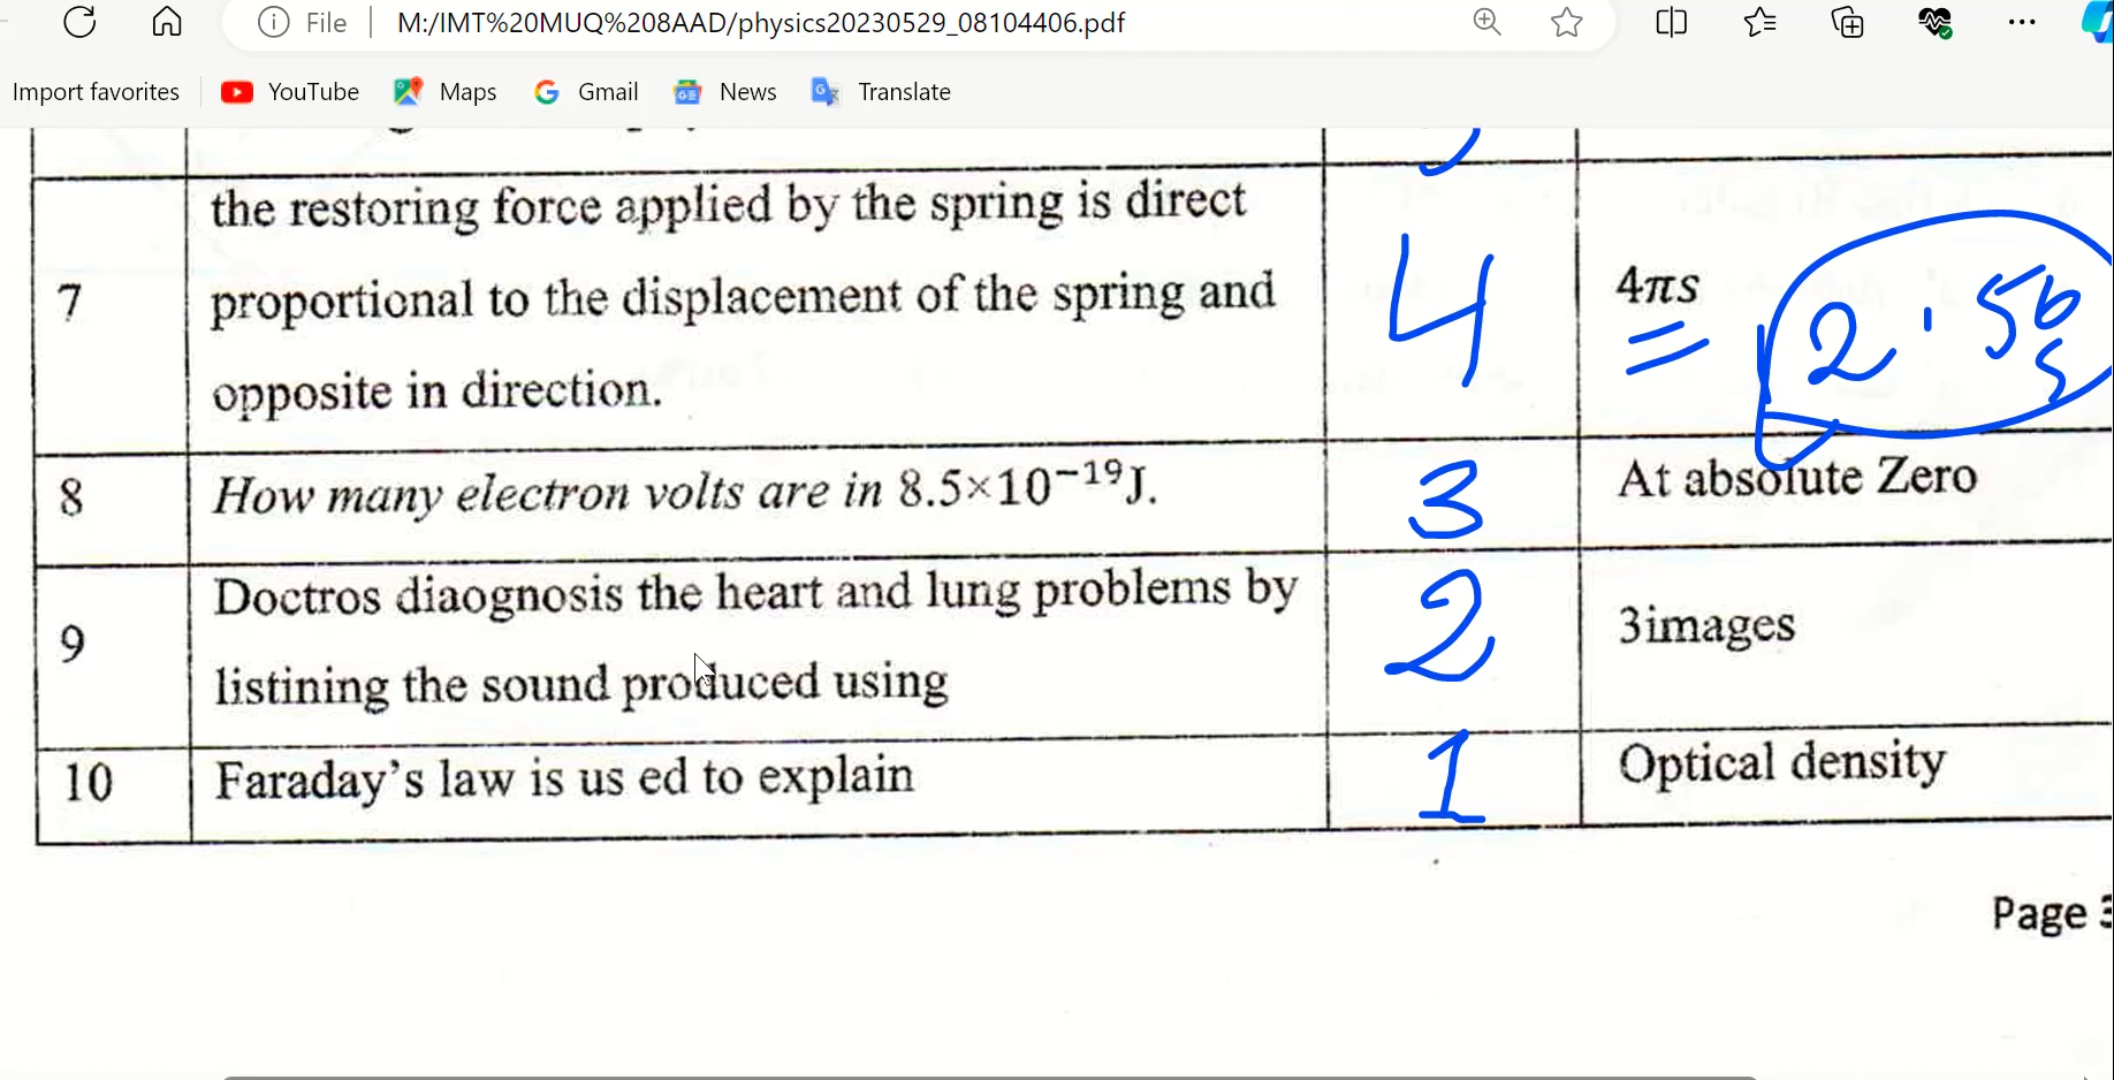 File M:/IMT%20MUQ%208AAD/physics20230529_08104406.pdf
Import favorites YouTube Maps Gmail News Translate
7
the restoring force applied by the spring is direct
proportional to the displacement of the spring and
opposite in direction.
4
4πs
= 2.56
s
8
How many electron volts are in 8.5×10⁻¹⁹J.
3
At absolute Zero
9
Doctros diaognosis the heart and lung problems by
listining the sound produced using
2
3images
10
Faraday's law is us ed to explain
1
Optical density
Page 3